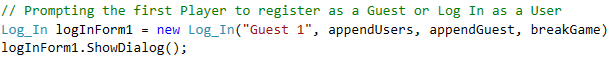 // Prompting the first Player to register as a Guest or Log In as a User
Log_In logInForm1 = new Log_In("Guest 1", appendUsers, appendGuest, breakGame)
logInForm1.ShowDialog();